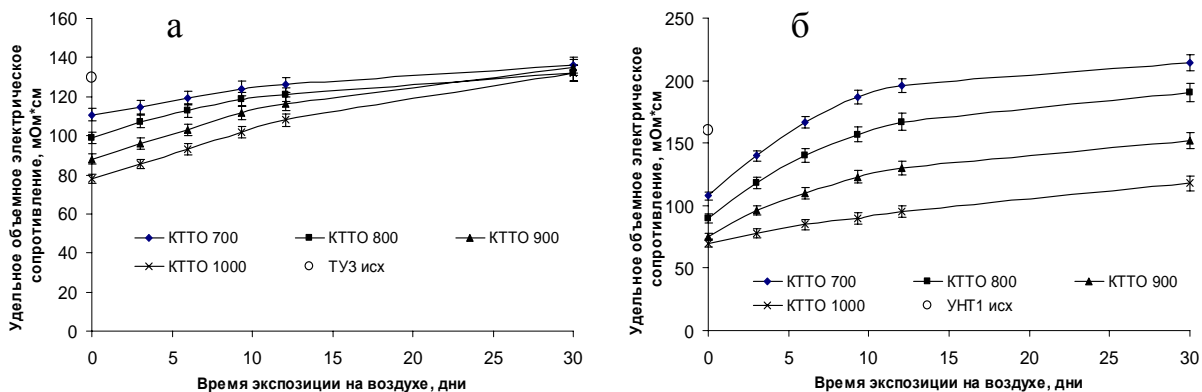 а
Удельное объемное электрическое
сопротивление, мОм*см
160
140
120
100
80
60
40
20
0
КТТО 700
КТТО 800
КТТО 900
КТТО 1000
ТУ3 исх
0
5
10
15
20
25
30
Время экспозиции на воздухе, дни
б
Удельное объемное электрическое
сопротивление, мОм*см
250
200
150
100
50
0
КТТО 700
КТТО 800
КТТО 900
КТТО 1000
УНТ1 исх
0
5
10
15
20
25
30
Время экспозиции на воздухе, дни